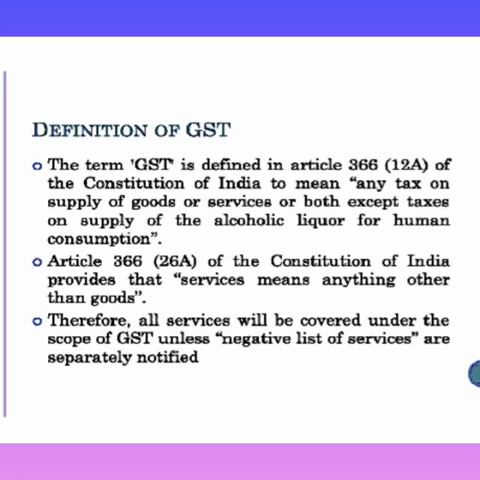 DEFINITION OF GST
The term 'GST' is defined in article 366 (12A) of
the Constitution of India to mean "any tax on
supply of goods or services or both except taxes
on supply of the alcoholic liquor for human
consumption".
Article 366 (26A) of the Constitution of India
provides that "services means anything other
than goods".
Therefore, all services will be covered under the
scope of GST unless "negative list of services" are
separately notified